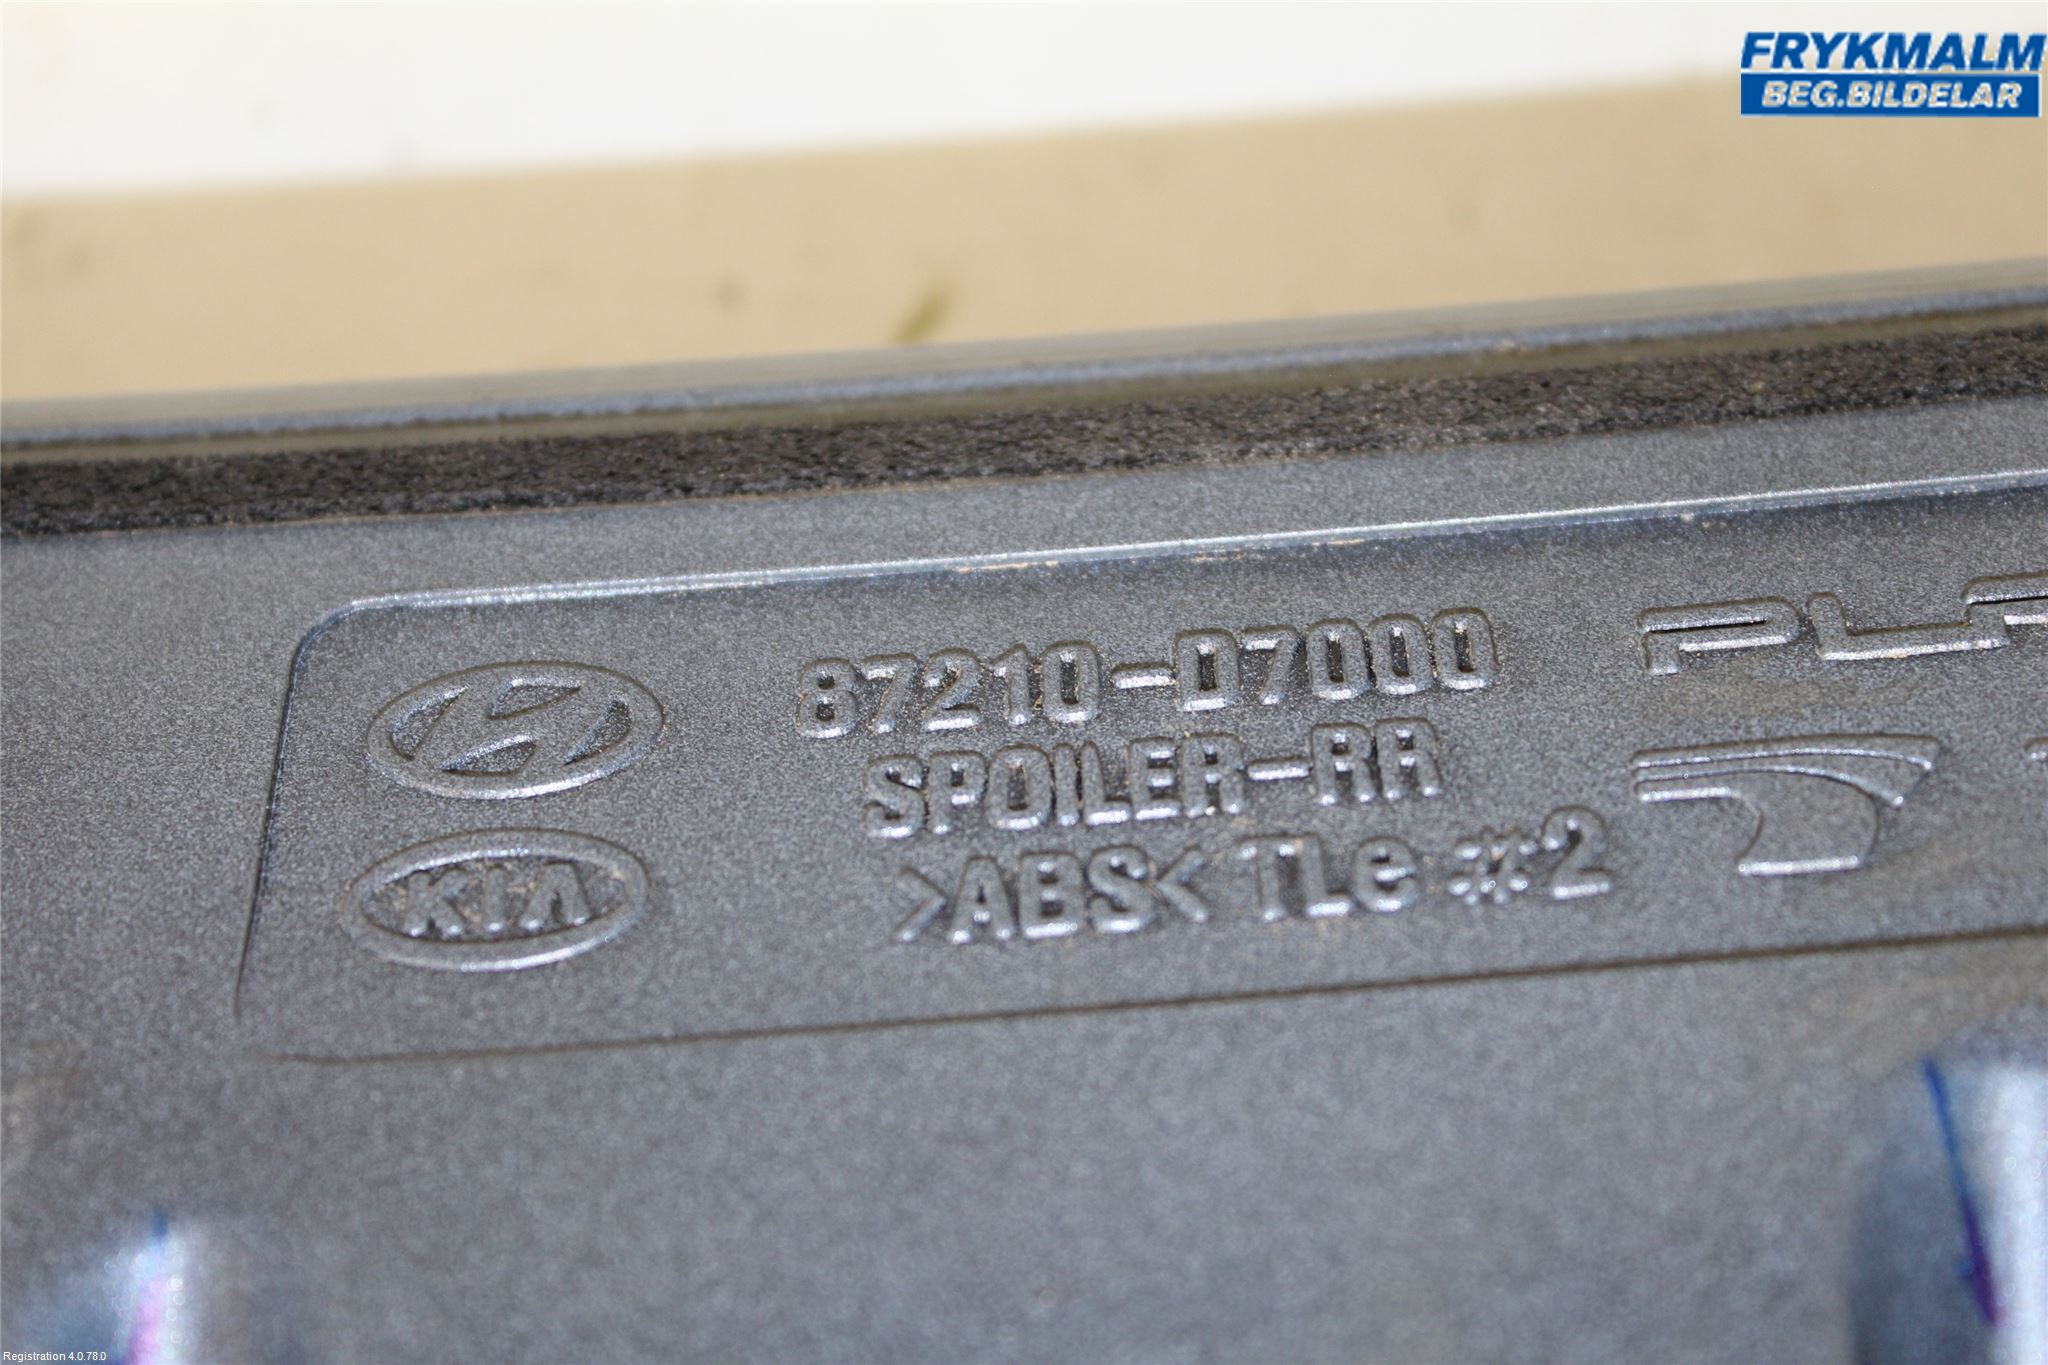 FRYKMALM
BEG.BILDELAR
87210-D7000
SPOILER-RR
>ABS< TLe #2
KIA
Registration 4.0.78.0